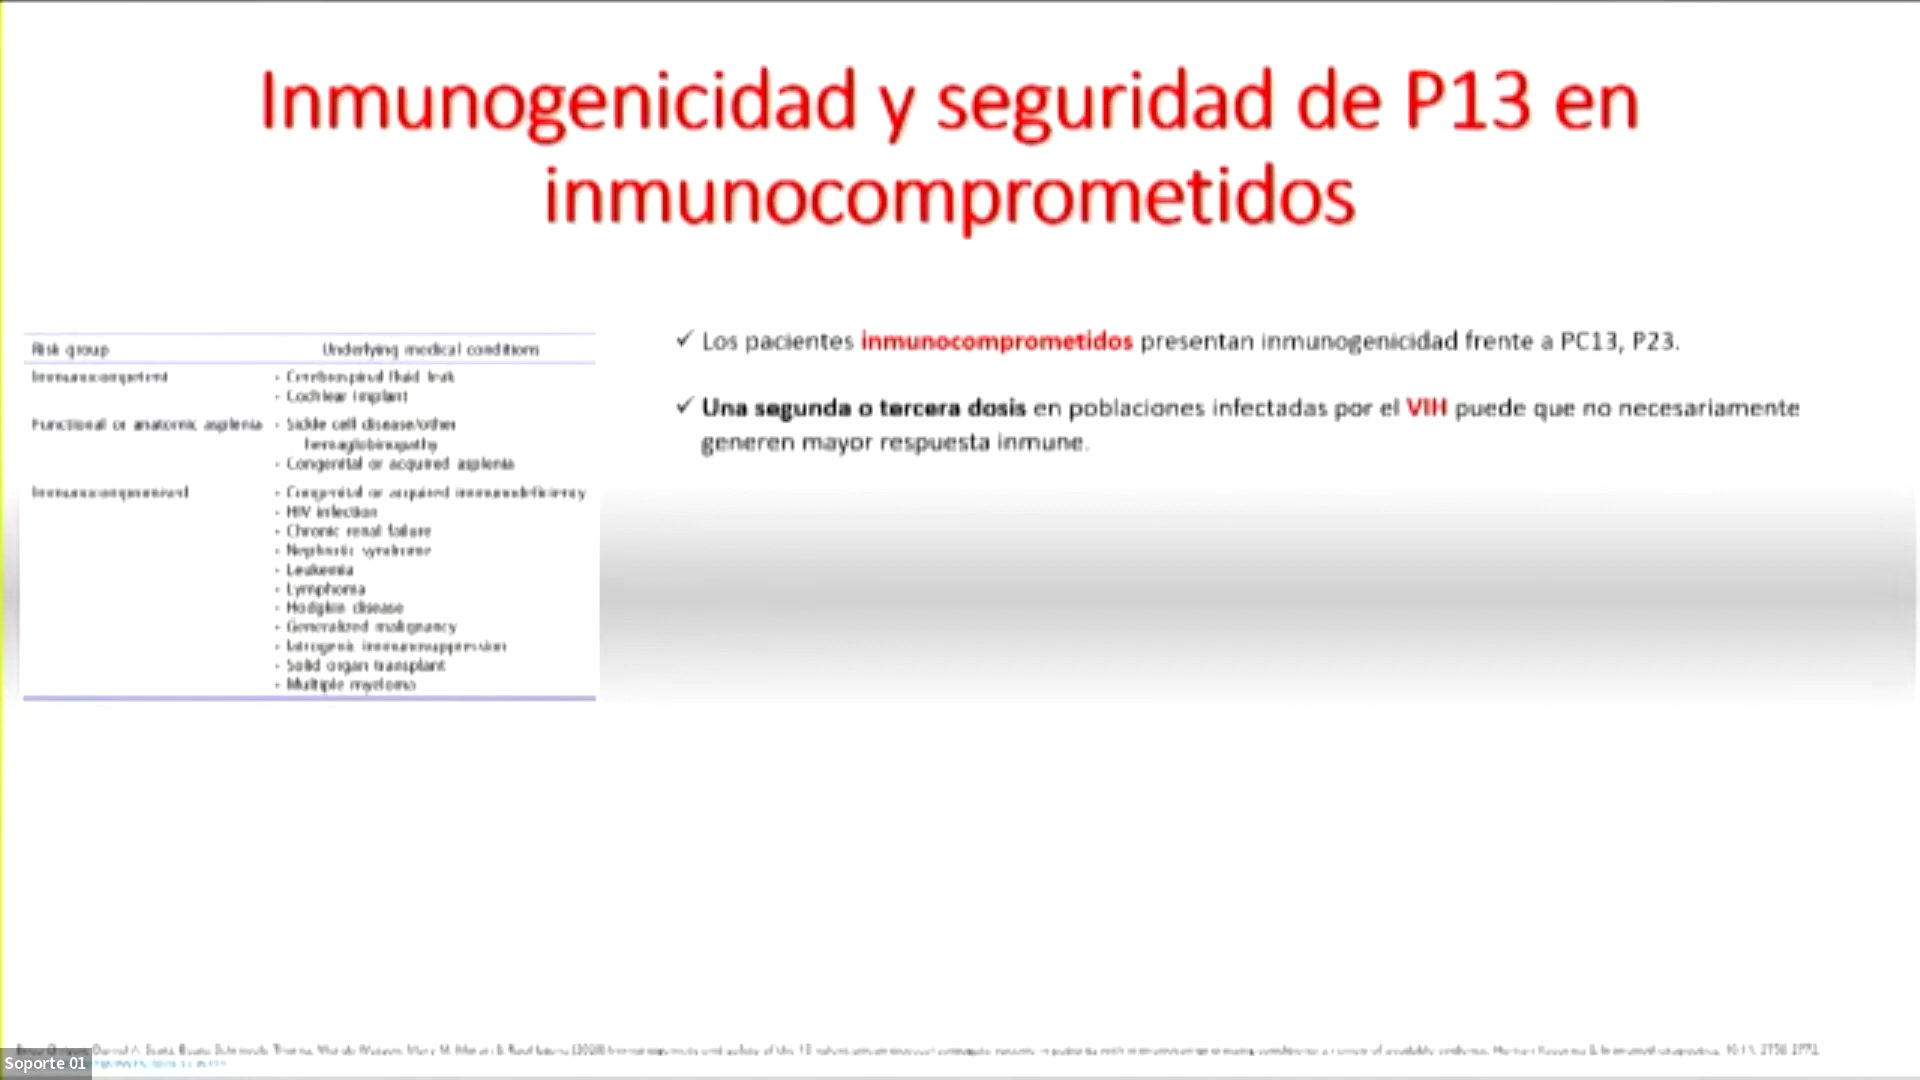 Inmunogenicidad y seguridad de P13 en
inmunocomprometidos
Risk group Underlying medical conditions
Immunocompetent - Cerebrospinal fluid leak
- Cochlear implant
Functional or anatomic asplenia - Sickle cell disease/other
hemaglobinopathy
- Congenital or acquired asplenia
Immunocompromised - Congenital or acquired immunodeficiency
- HIV infection
- Chronic renal failure
- Nephrotic syndrome
- Leukemia
- Lymphoma
- Hodgkin disease
- Generalized malignancy
- Iatrogenic immunosuppression
- Solid organ transplant
- Multiple myeloma
✓ Los pacientes inmunocomprometidos presentan inmunogenicidad frente a PC13, P23.
✓ Una segunda o tercera dosis en poblaciones infectadas por el VIH puede que no necesariamente
generen mayor respuesta inmune.
Soporte 01